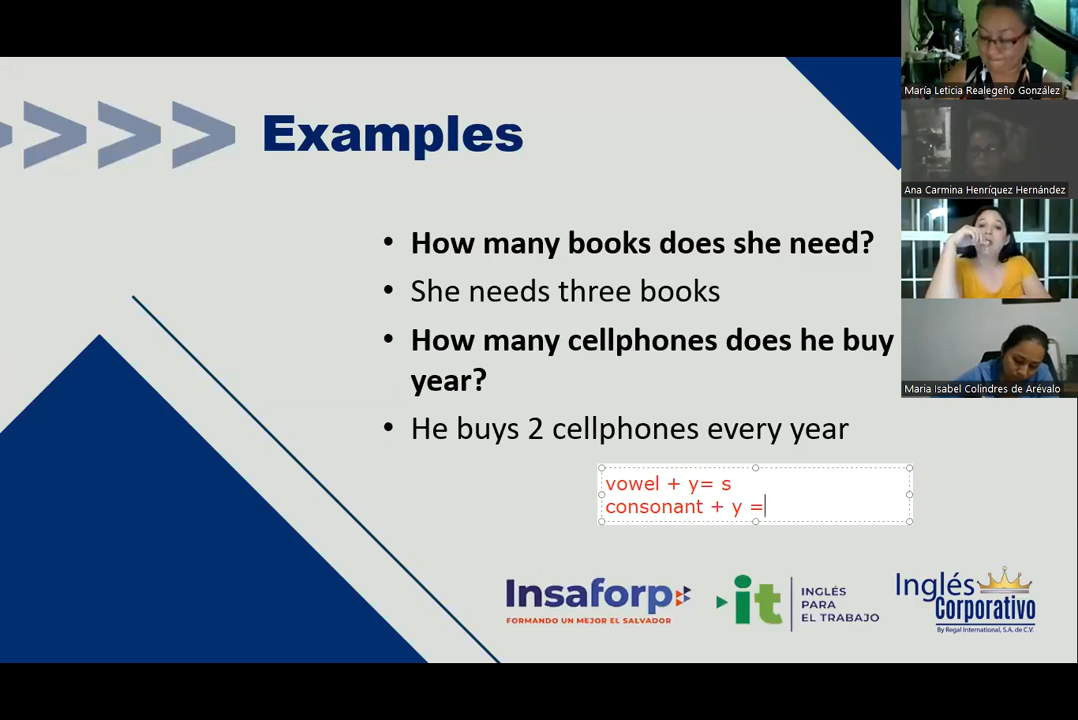 Examples
María Leticia Realegeño González
Ana Carmina Henríquez Hernández
Maria Isabel Colindres de Arévalo
• How many books does she need?
• She needs three books
• How many cellphones does he buy
year?
• He buys 2 cellphones every year
vowel + y= s
consonant + y =
Insaforp
FORMANDO UN MEJOR EL SALVADOR
it
INGLÉS
PARA
EL TRABAJO
Inglés
Corporativo
By Regal International, S.A. de C.V.